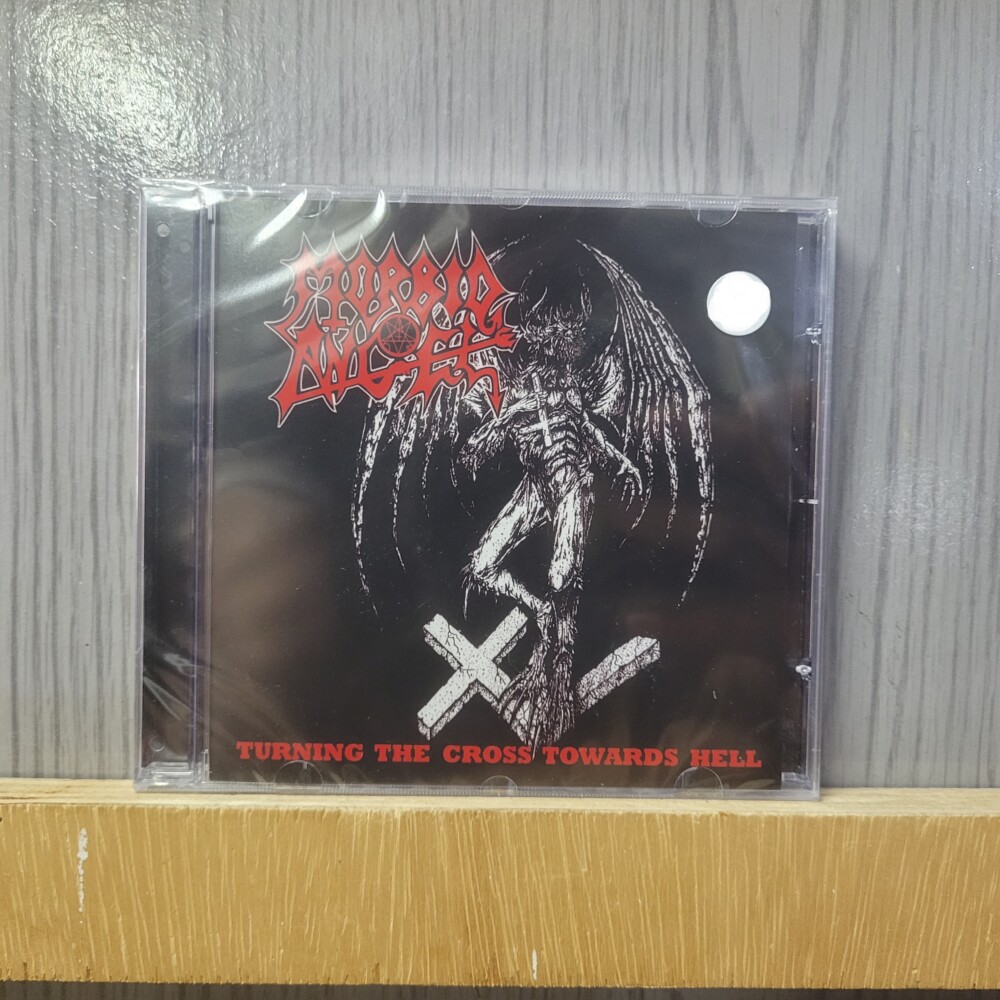 MORBID
ANGEL
TURNING THE CROSS TOWARDS HELL